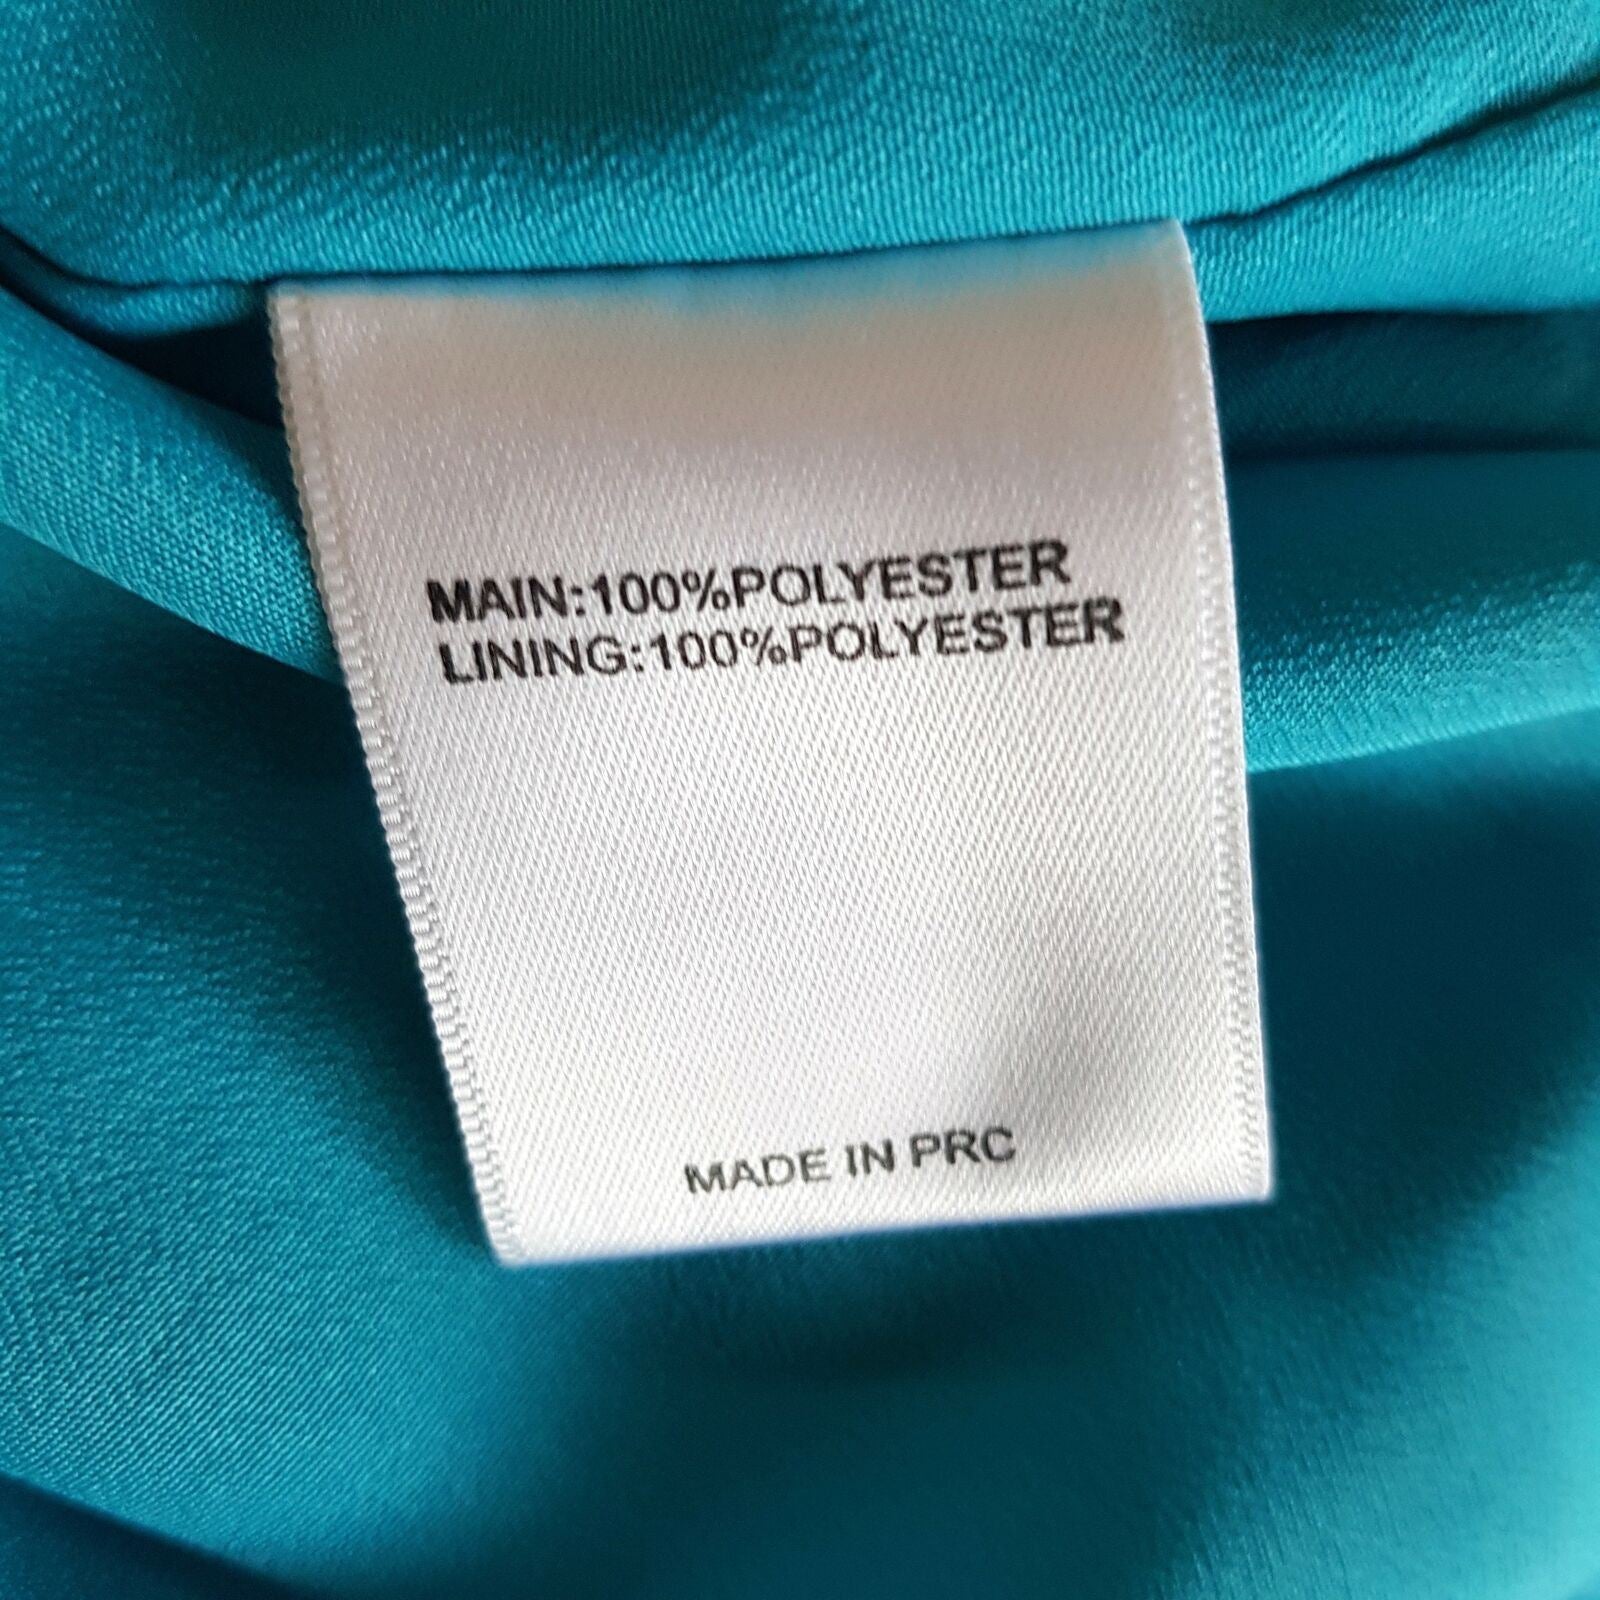 MAIN:100%POLYESTER
LINING:100%POLYESTER
MADE IN PRC